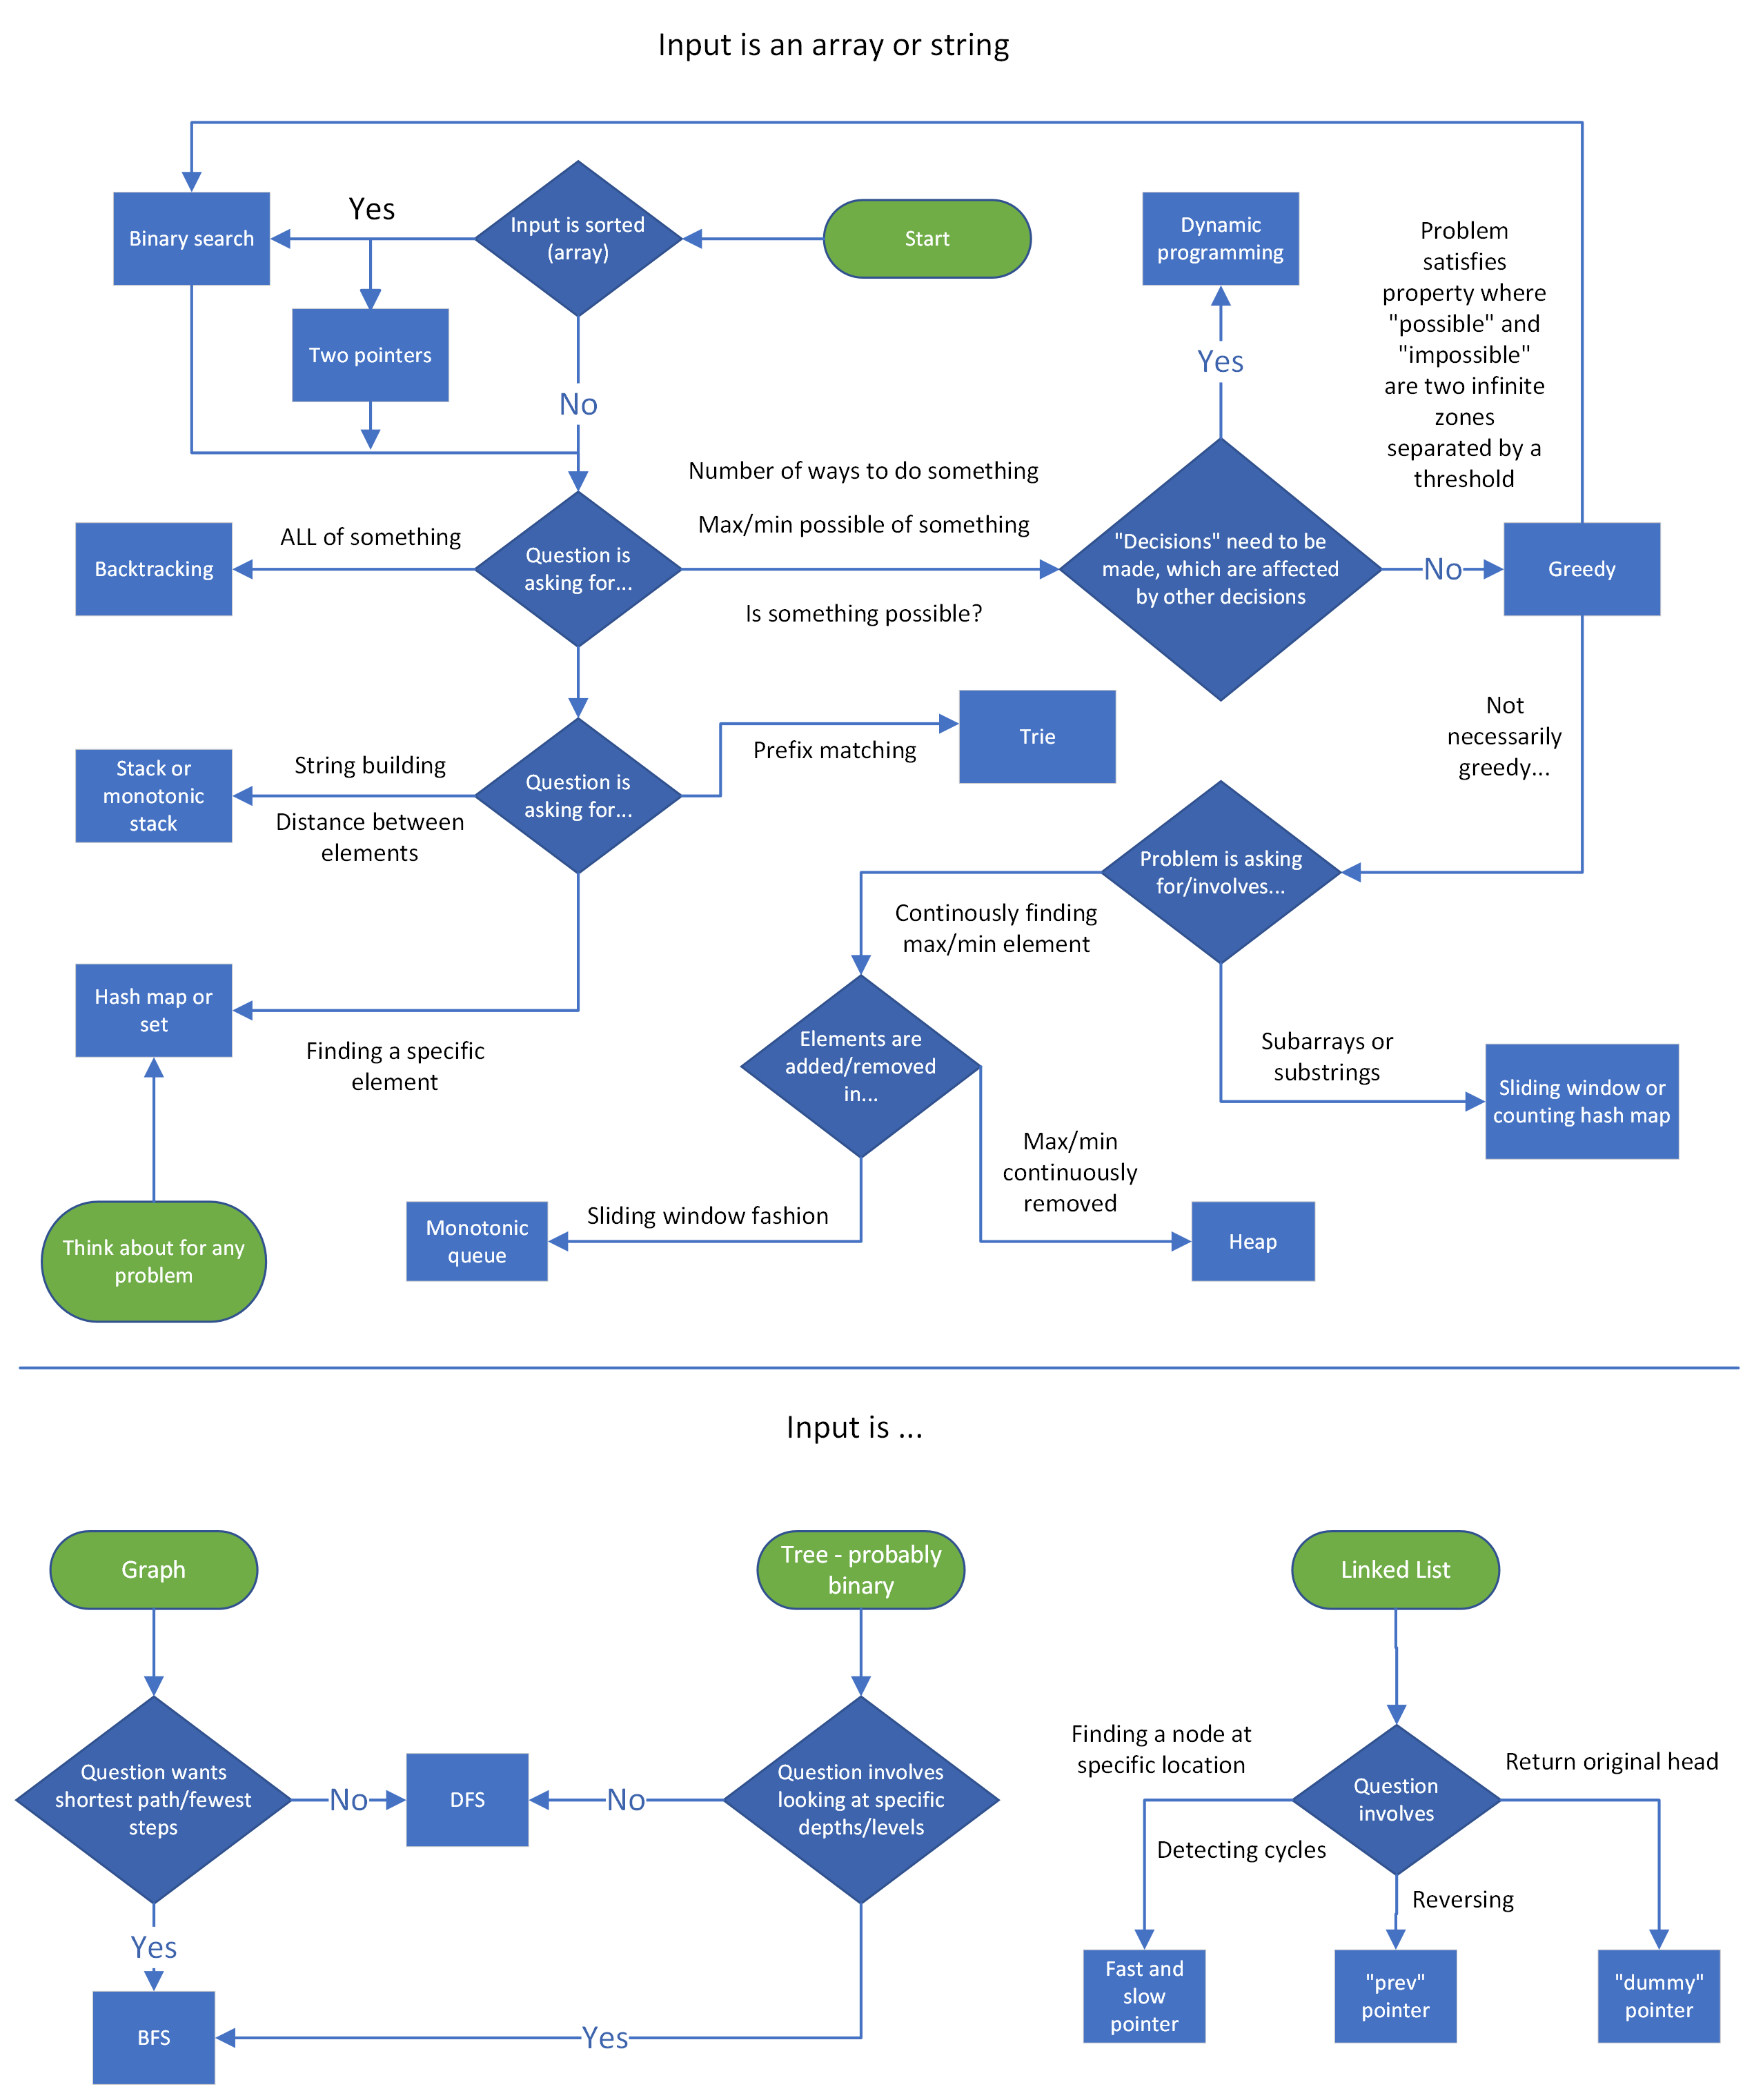 Input is an array or string
Yes
Input is sorted
(array)
Start
Binary search
Two pointers
No
Dynamic
programming
Yes
Problem
satisfies
property where
"possible" and
"impossible"
are two infinite
zones
separated by a
threshold
Number of ways to do something
Max/min possible of something
Is something possible?
ALL of something
Backtracking
Question is
asking for...
"Decisions" need to be
made, which are affected
by other decisions
No
Greedy
Not
necessarily
greedy...
Trie
Prefix matching
Stack or
monotonic
stack
String building
Distance between
elements
Question is
asking for...
Problem is asking
for/involves...
Continously finding
max/min element
Hash map or
set
Finding a specific
element
Elements are
added/removed
in...
Subarrays or
substrings
Sliding window or
counting hash map
Max/min
continuously
removed
Think about for any
problem
Monotonic
queue
Sliding window fashion
Heap
Input is ...
Graph
Tree - probably
binary
Linked List
Question wants
shortest path/fewest
steps
No
DFS
No
Question involves
looking at specific
depths/levels
Finding a node at
specific location
Detecting cycles
Question
involves
Return original head
Reversing
Yes
BFS
Yes
Fast and
slow
pointer
"prev"
pointer
"dummy"
pointer